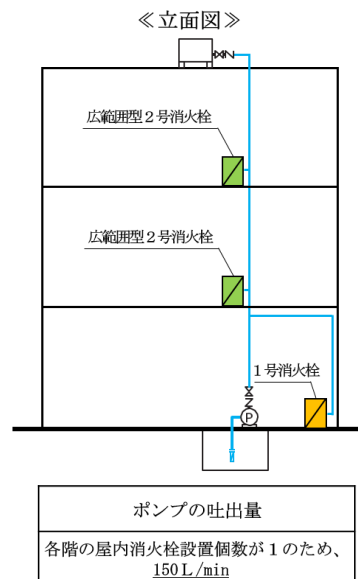 ≪立面図≫
広範囲型２号消火栓
広範囲型２号消火栓
１号消火栓
P
ポンプの吐出量
各階の屋内消火栓設置個数が１のため、
150Ｌ/min